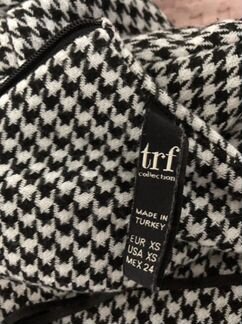 trf
collection
MADE IN
TURKEY
EUR XS
USA XS
MEX 24